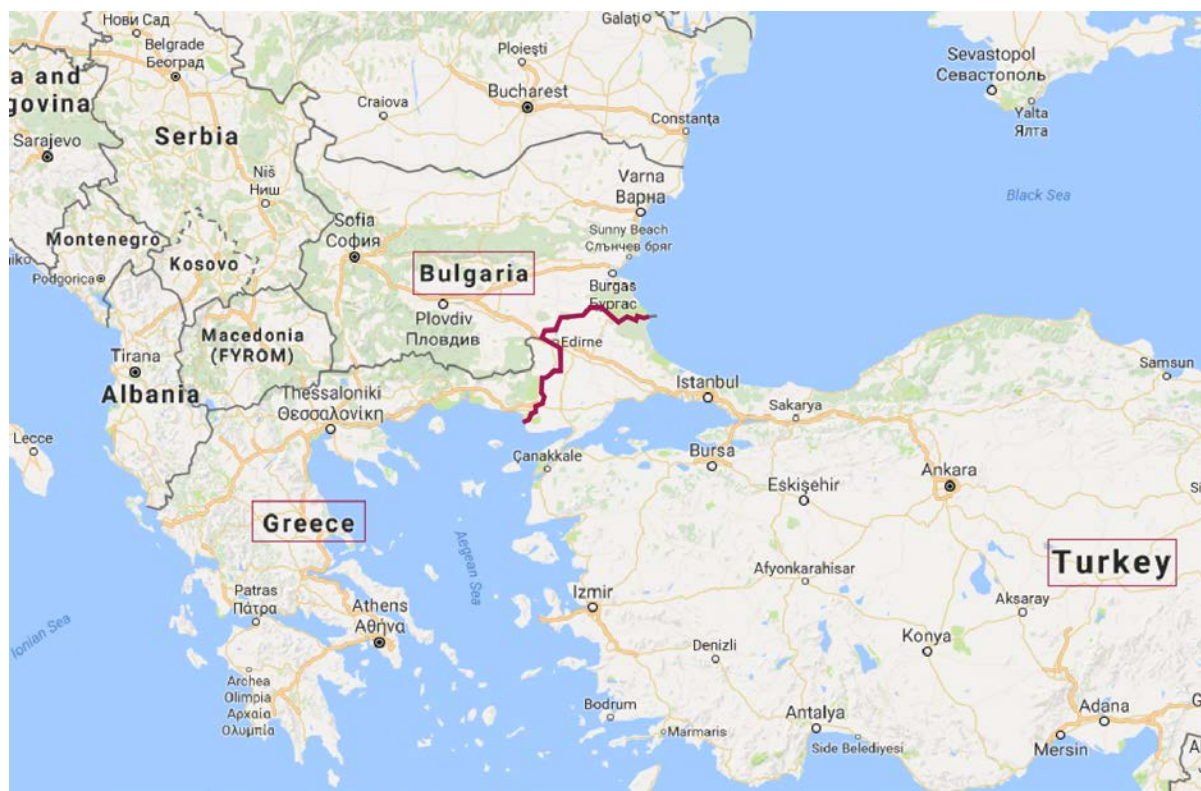 Нови Сад
Galați
Belgrade
Београд
Ploiești
Sevastopol
Севастополь
a and
govina
Bucharest
Craiova
Yalta
Ялта
Constanța
Serbia
Sarajevo
Niš
Ниш
Varna
Варна
Black Sea
Sofia
София
Sunny Beach
Слънчев бряг
Montenegro
Kosovo
Bulgaria
Burgas
Бургас
niko
Podgorica
Plovdiv
Пловдив
Macedonia
(FYROM)
Edirne
Tirana
Samsun
Albania
Thessaloniki
Θεσσαλονίκη
Istanbul
Sakarya
Lecce
Çanakkale
Bursa
Ankara
Eskişehir
Si
Greece
Aegean Sea
Turkey
Afyonkarahisar
Patras
Πάτρα
Athens
Αθήνα
Izmir
Aksaray
Ionian Sea
Konya
Denizli
Archea
Olimpia
Αρχαία
Ολυμπία
Bodrum
Marmaris
Antalya
Side Belediyesi
Adana
G
Mersin
A